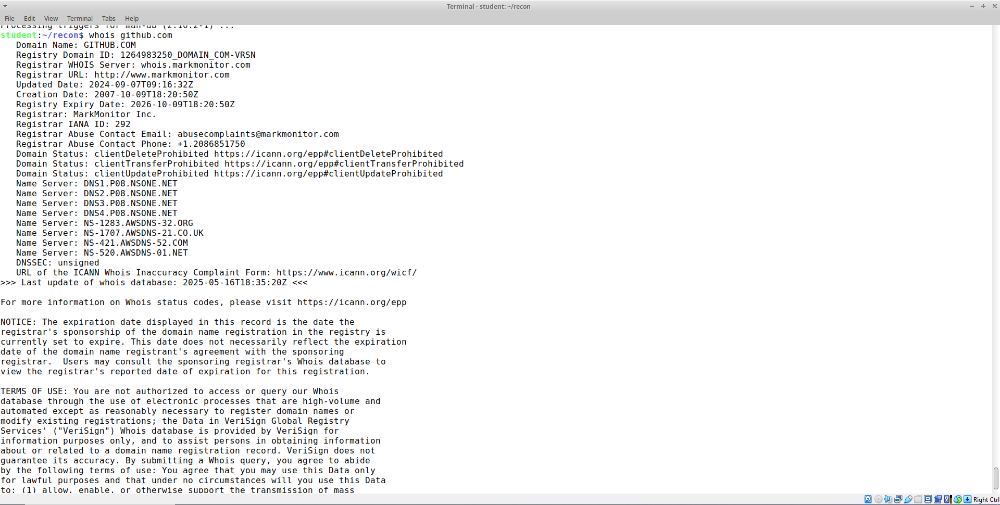 Terminal - student: ~/recon
File Edit View Terminal Tabs Help
Processing triggers for man-db (2.10.2-1) ...
student:~/recon$ whois github.com
   Domain Name: GITHUB.COM
   Registry Domain ID: 1264983250_DOMAIN_COM-VRSN
   Registrar WHOIS Server: whois.markmonitor.com
   Registrar URL: http://www.markmonitor.com
   Updated Date: 2024-09-07T09:16:32Z
   Creation Date: 2007-10-09T18:20:50Z
   Registry Expiry Date: 2026-10-09T18:20:50Z
   Registrar: MarkMonitor Inc.
   Registrar IANA ID: 292
   Registrar Abuse Contact Email: abusecomplaints@markmonitor.com
   Registrar Abuse Contact Phone: +1.2086851750
   Domain Status: clientDeleteProhibited https://icann.org/epp#clientDeleteProhibited
   Domain Status: clientTransferProhibited https://icann.org/epp#clientTransferProhibited
   Domain Status: clientUpdateProhibited https://icann.org/epp#clientUpdateProhibited
   Name Server: DNS1.P08.NSONE.NET
   Name Server: DNS2.P08.NSONE.NET
   Name Server: DNS3.P08.NSONE.NET
   Name Server: DNS4.P08.NSONE.NET
   Name Server: NS-1283.AWSDNS-32.ORG
   Name Server: NS-1707.AWSDNS-21.CO.UK
   Name Server: NS-421.AWSDNS-52.COM
   Name Server: NS-520.AWSDNS-01.NET
   DNSSEC: unsigned
   URL of the ICANN Whois Inaccuracy Complaint Form: https://www.icann.org/wicf/
>>> Last update of whois database: 2025-05-16T18:35:20Z <<<
For more information on Whois status codes, please visit https://icann.org/epp
NOTICE: The expiration date displayed in this record is the date the
registrar's sponsorship of the domain name registration in the registry is
currently set to expire. This date does not necessarily reflect the expiration
date of the domain name registrant's agreement with the sponsoring
registrar.  Users may consult the sponsoring registrar's Whois database to
view the registrar's reported date of expiration for this registration.
TERMS OF USE: You are not authorized to access or query our Whois
database through the use of electronic processes that are high-volume and
automated except as reasonably necessary to register domain names or
modify existing registrations; the Data in VeriSign Global Registry
Services' ("VeriSign") Whois database is provided by VeriSign for
information purposes only, and to assist persons in obtaining information
about or related to a domain name registration record. VeriSign does not
guarantee its accuracy. By submitting a Whois query, you agree to abide
by the following terms of use: You agree that you may use this Data only
for lawful purposes and that under no circumstances will you use this Data
to: (1) allow, enable, or otherwise support the transmission of mass
Right Ctrl